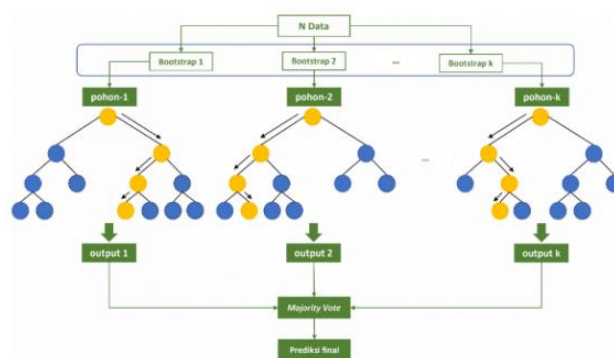 N Data
Bootstrap 1
Bootstrap 2
...
Bootstrap k
pohon-1
pohon-2
pohon-k
...
output 1
output 2
output k
Majority Vote
Prediksi final